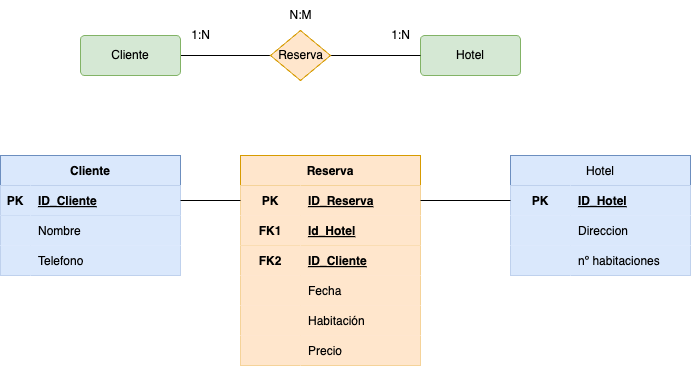 N:M
1:N
1:N
Cliente
Reserva
Hotel
Cliente
PK ID_Cliente
Nombre
Telefono
Reserva
PK ID_Reserva
FK1 Id_Hotel
FK2 ID_Cliente
Fecha
Habitación
Precio
Hotel
PK ID_Hotel
Direccion
nº habitaciones